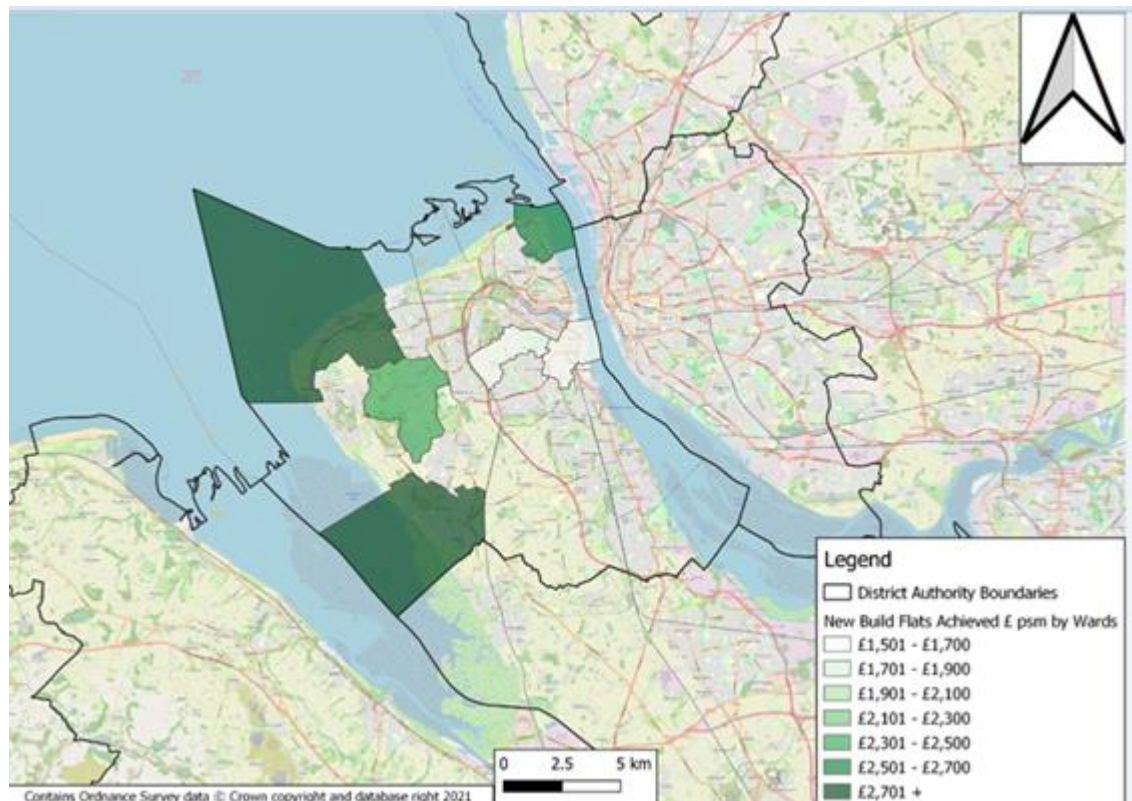 Legend
District Authority Boundaries
New Build Flats Achieved £ psm by Wards
£1,501 - £1,700
£1,701 - £1,900
£1,901 - £2,100
£2,101 - £2,300
£2,301 - £2,500
£2,501 - £2,700
£2,701 +
0 2.5 5 km
Contains Ordnance Survey data © Crown copyright and database right 2021